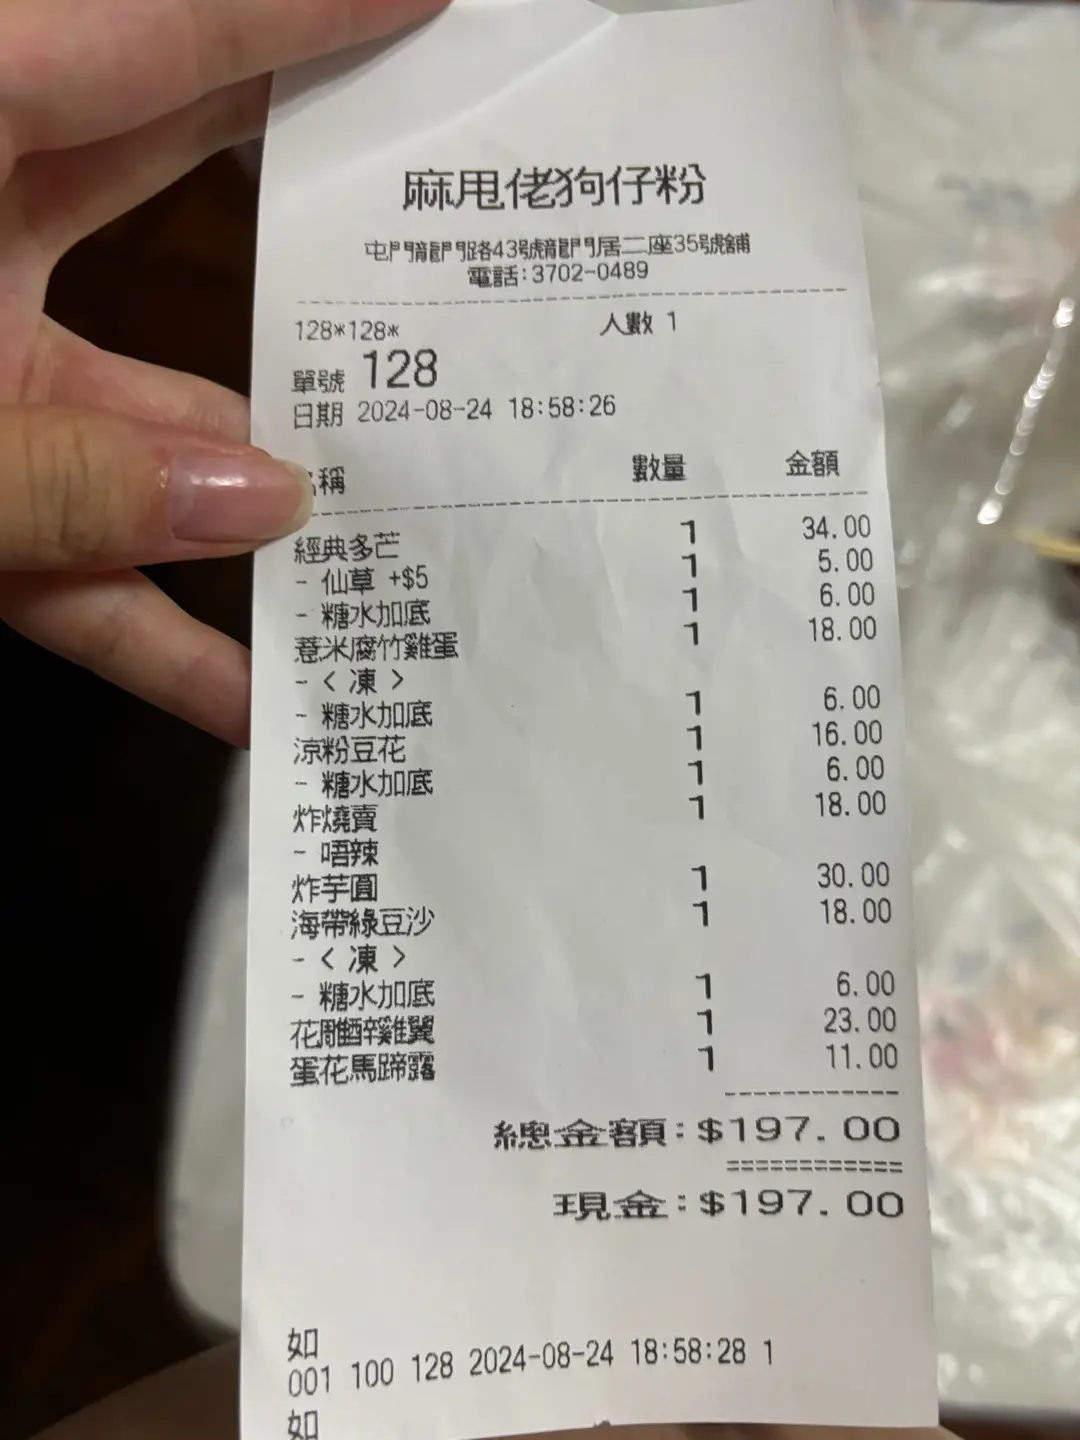 麻甩佬狗仔粉
屯門龍門路43號龍門居二座35號舖
電話:3702-0489
128*128* 人數 1
單號 128
日期 2024-08-24 18:58:26
稱 數量 金額
經典多芒 1 34.00
- 仙草 +$5 1 5.00
- 糖水加底 1 6.00
薏米腐竹雞蛋 1 18.00
- < 凍 >
- 糖水加底 1 6.00
涼粉豆花 1 16.00
- 糖水加底 1 6.00
炸燒賣 1 18.00
- 唔辣
炸芋圓 1 30.00
海帶綠豆沙 1 18.00
- < 凍 >
- 糖水加底 1 6.00
花雕醉雞翼 1 23.00
蛋花馬蹄露 1 11.00
總金額:$197.00
現金:$197.00
如
001 100 128 2024-08-24 18:58:28 1
如